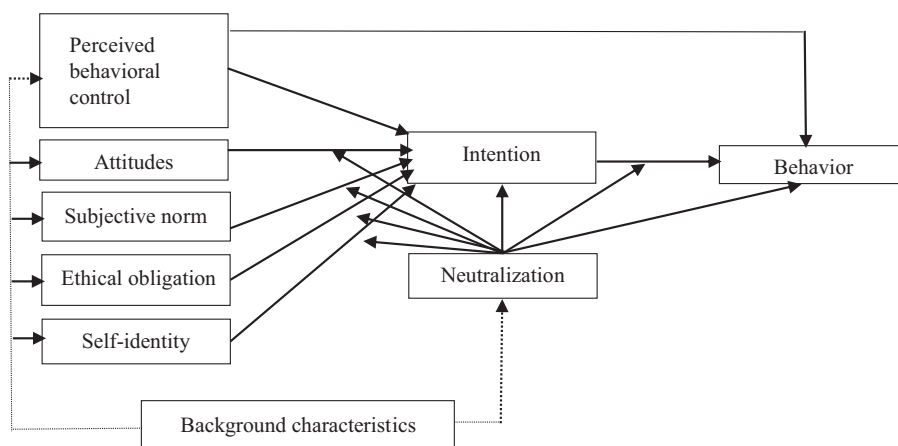 Perceived
behavioral
control
Attitudes
Subjective norm
Ethical obligation
Self-identity
Background characteristics
Intention
Neutralization
Behavior